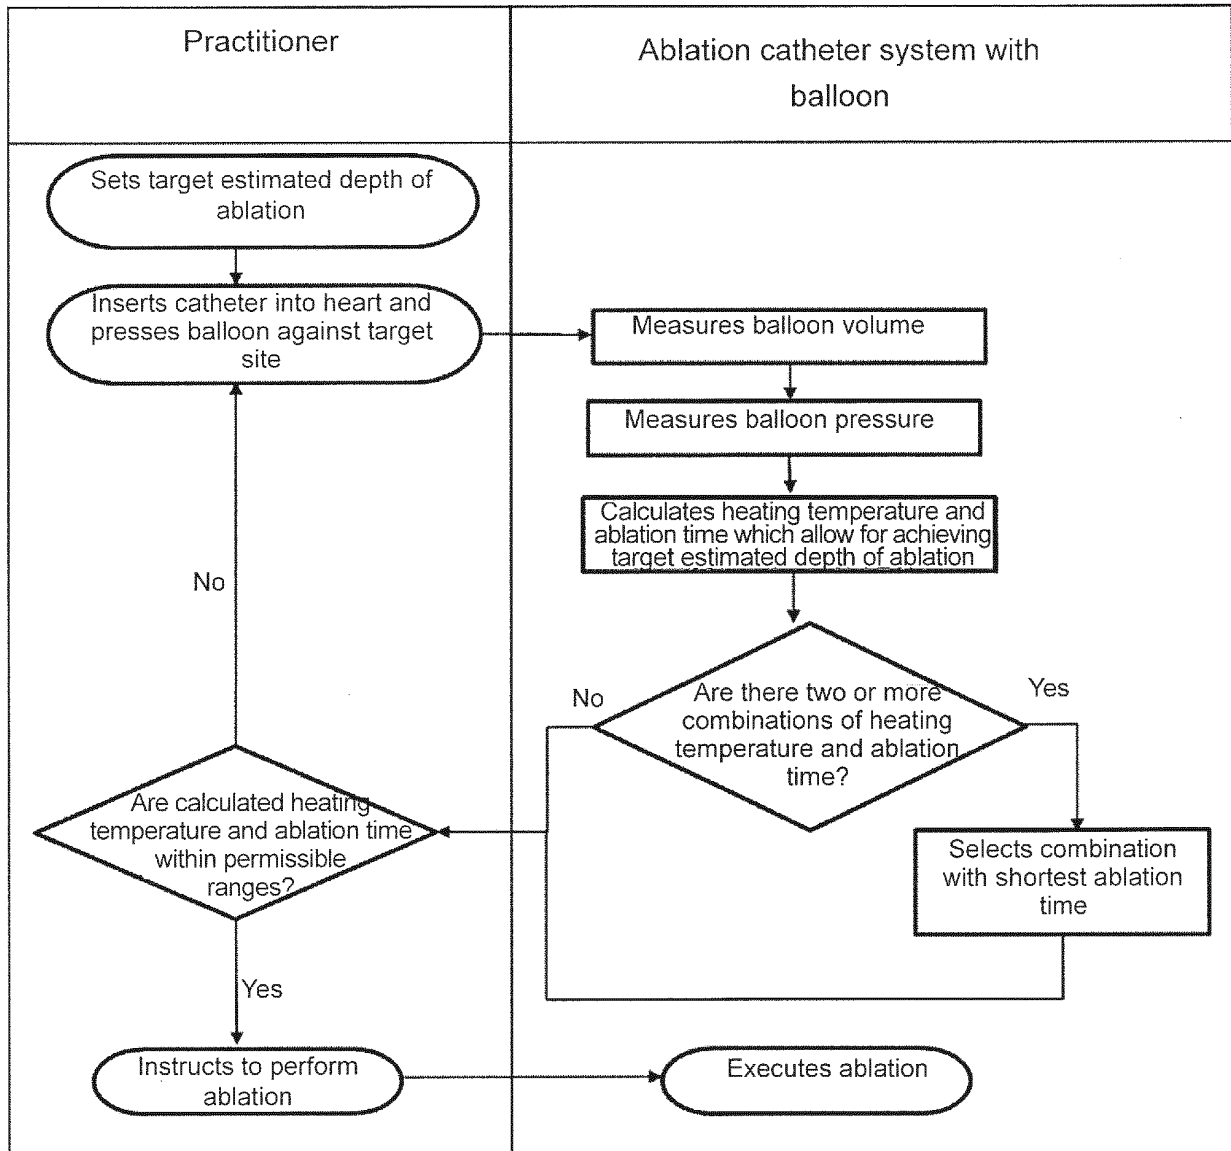 Practitioner
Ablation catheter system with
balloon
Sets target estimated depth of
ablation
Inserts catheter into heart and
presses balloon against target
site
Measures balloon volume
Measures balloon pressure
Calculates heating temperature and
ablation time which allow for achieving
target estimated depth of ablation
No
No
Are there two or more
combinations of heating
temperature and ablation
time?
Yes
Are calculated heating
temperature and ablation time
within permissible
ranges?
Selects combination
with shortest ablation
time
Yes
Instructs to perform
ablation
Executes ablation